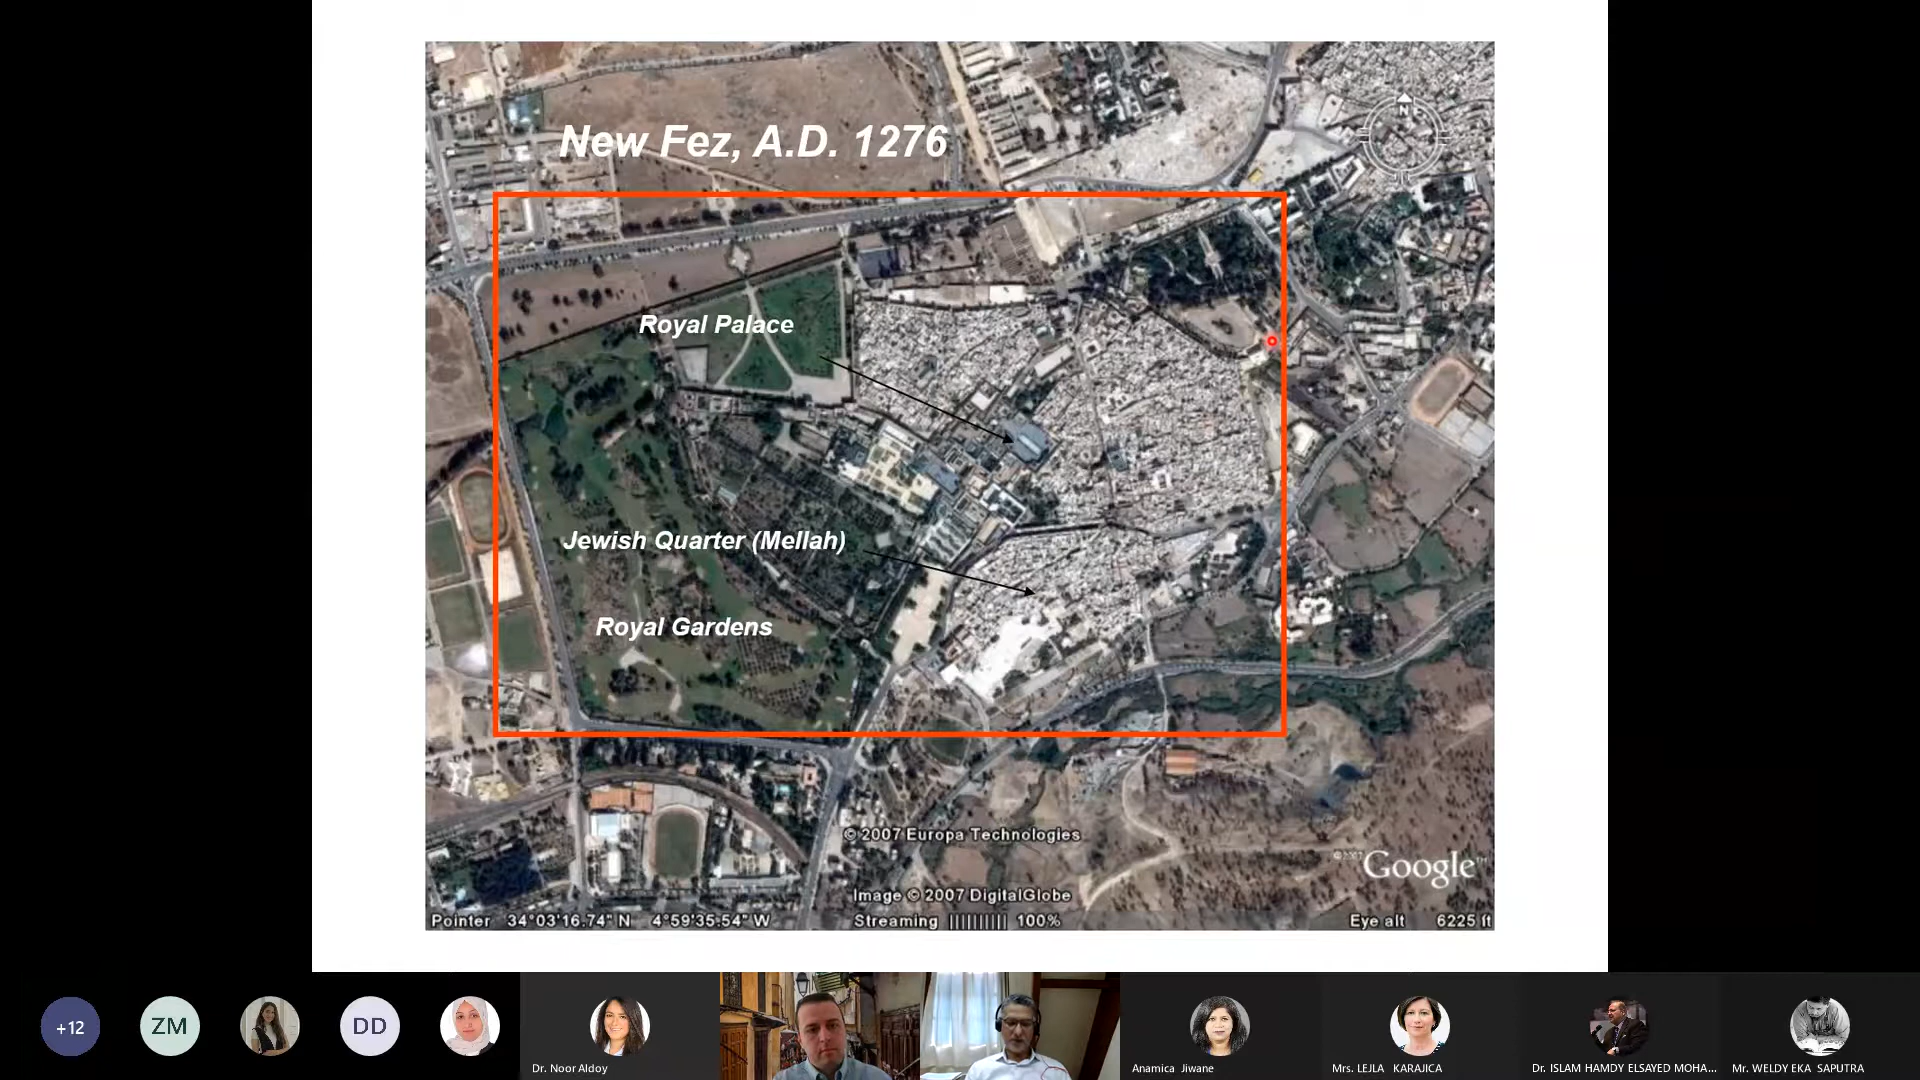 New Fez, A.D. 1276
N
Royal Palace
Jewish Quarter (Mellah)
Royal Gardens
© 2007 Europa Technologies
© 2007 Google™
Image © 2007 DigitalGlobe
Pointer 34°03'16.74" N 4°59'35.54" W Streaming |||||||||| 100% Eye alt 6225 ft
+12
ZM
DD
Dr. Noor Aldoy
Anamica Jiwane
Mrs. LEJLA KARAJICA
Dr. ISLAM HAMDY ELSAYED MOHA...
Mr. WELDY EKA SAPUTRA